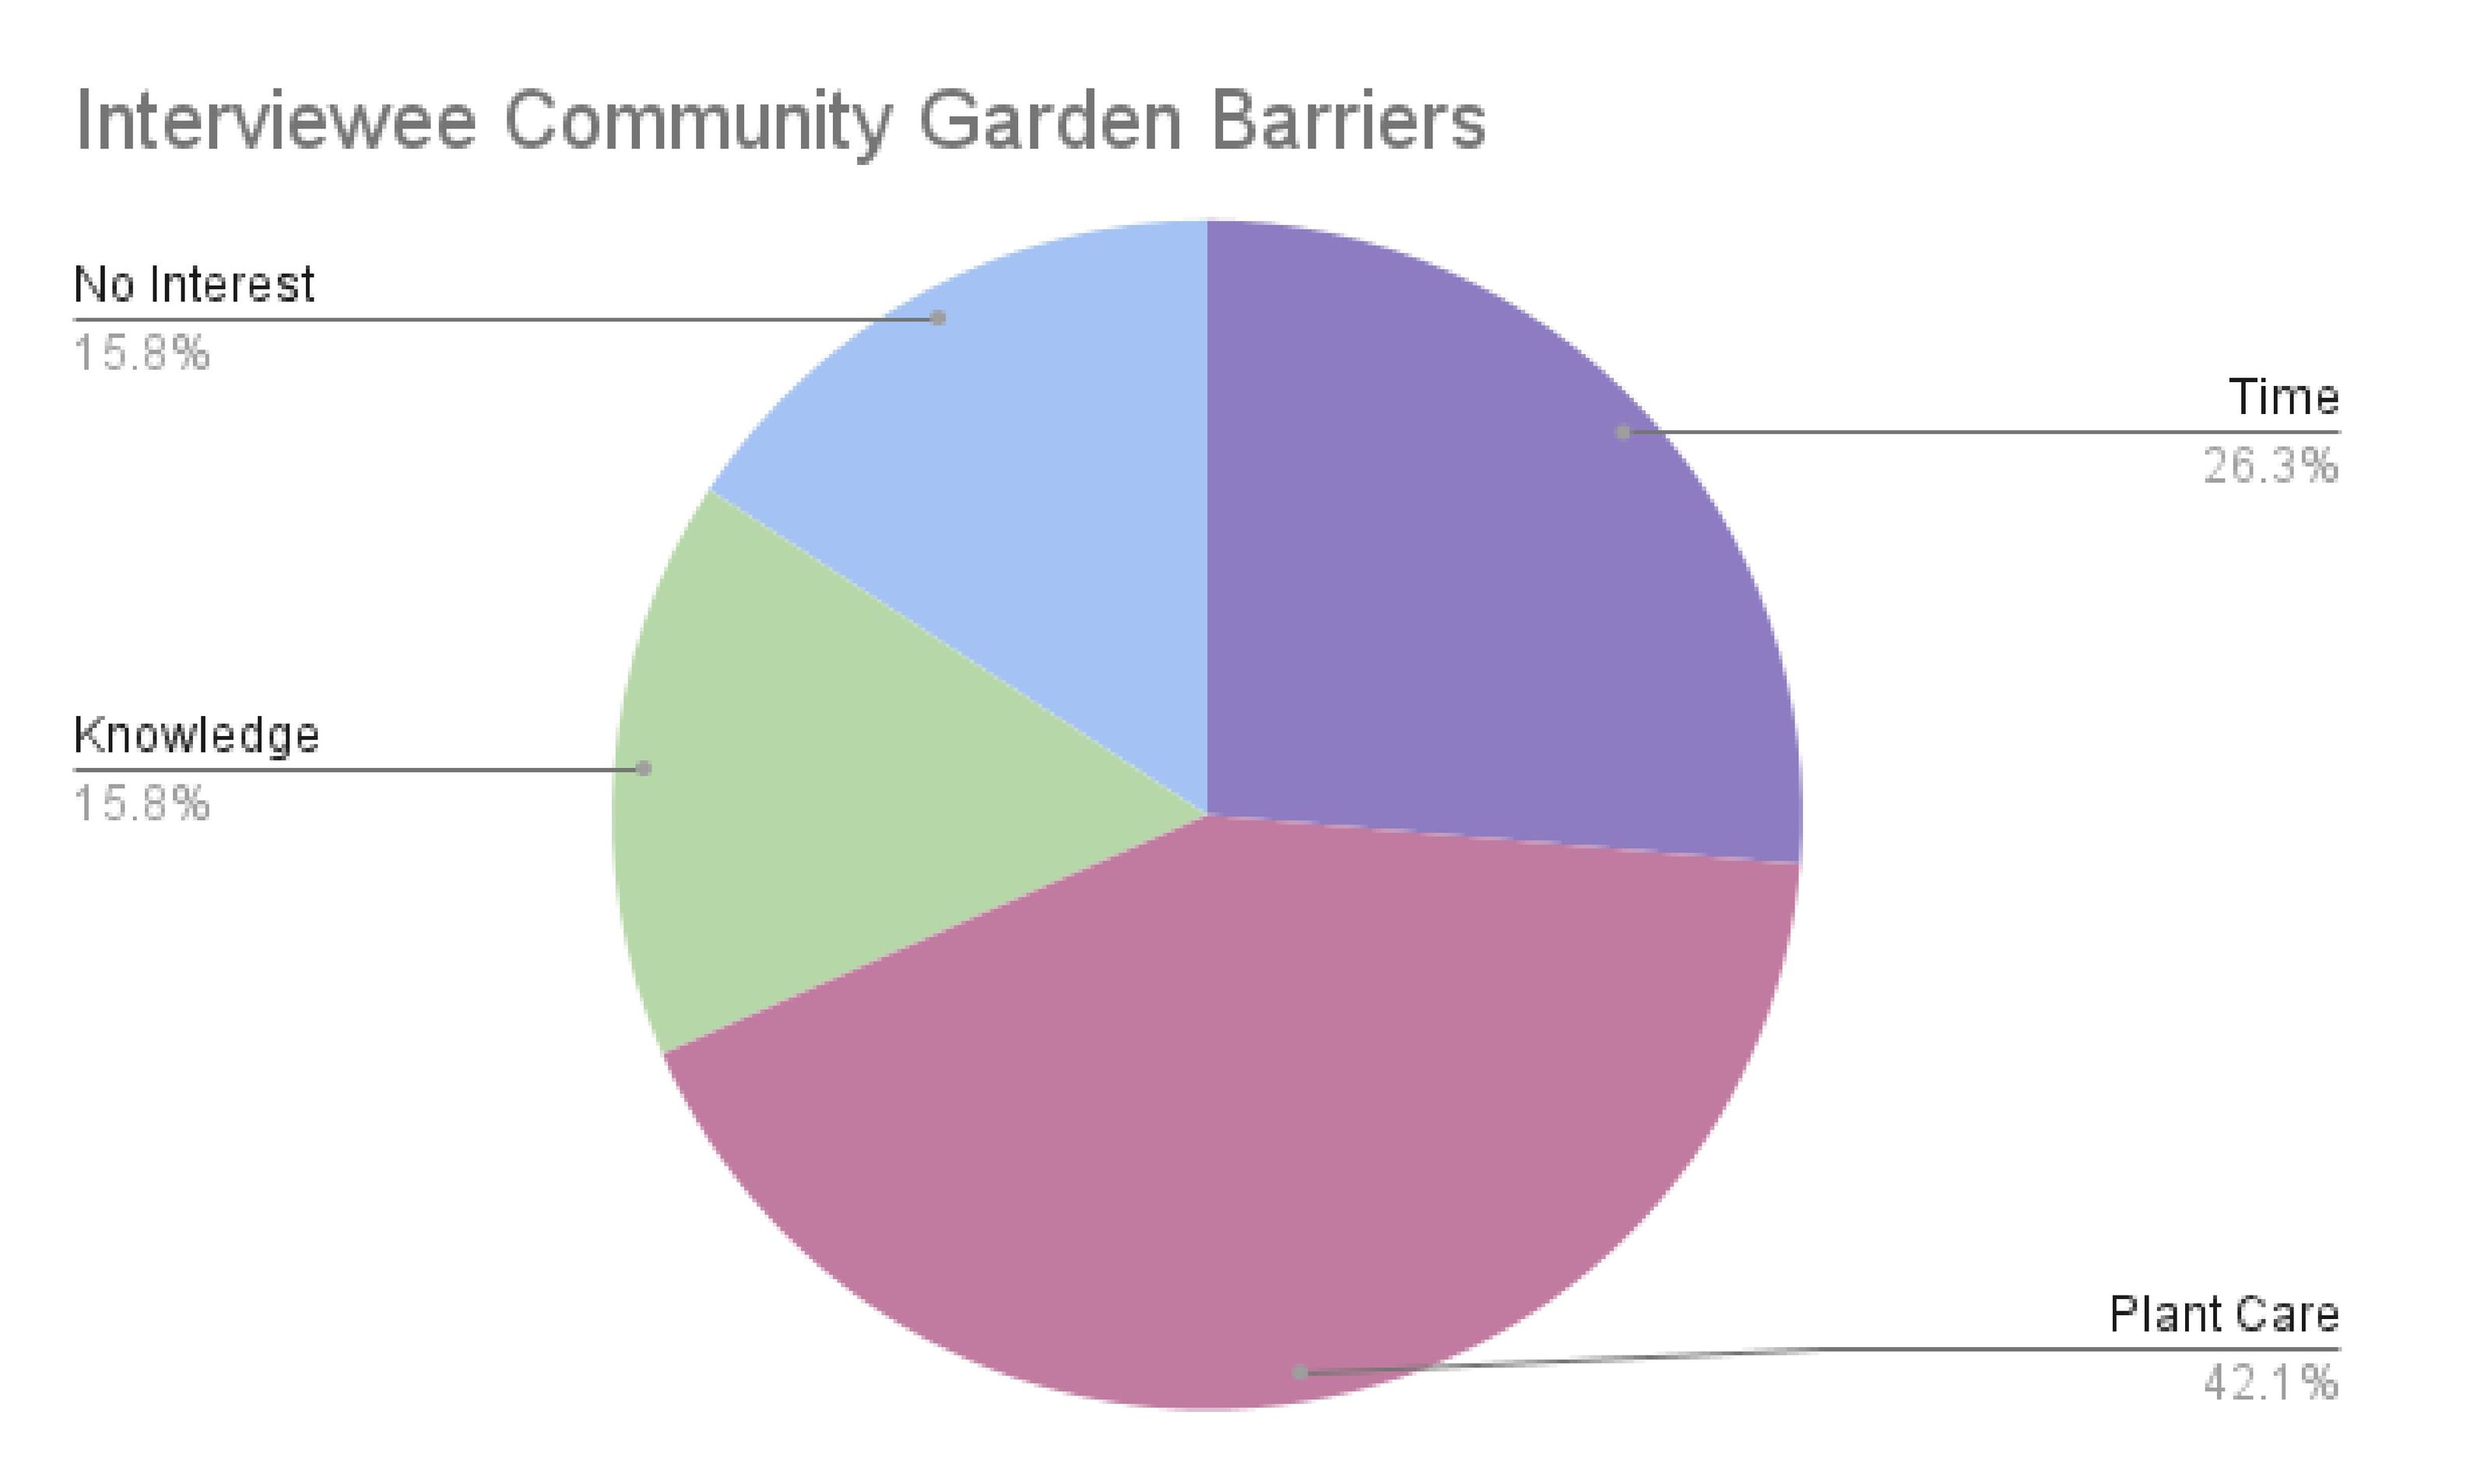 Interviewee Community Garden Barriers
No Interest
15.8%
Time
26.3%
Knowledge
15.8%
Plant Care
42.1%